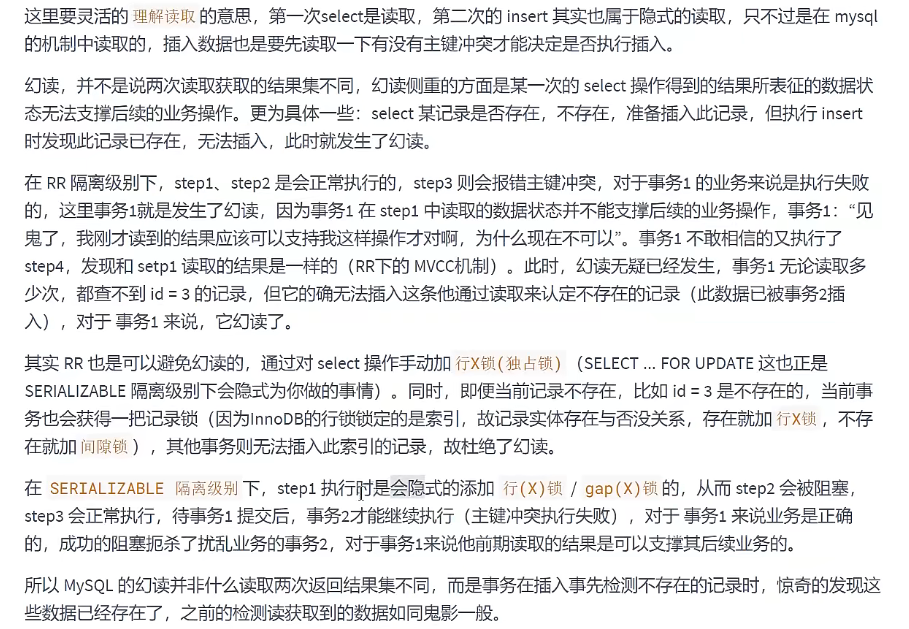 这里要灵活的 理解读取 的意思，第一次select是读取，第二次的 insert 其实也属于隐式的读取，只不过是在 mysql
的机制中读取的，插入数据也是要先读取一下有没有主键冲突才能决定是否执行插入。
幻读，并不是说两次读取获取的结果集不同，幻读侧重的方面是某一次的 select 操作得到的结果所表征的数据状
态无法支撑后续的业务操作。更为具体一些：select 某记录是否存在，不存在，准备插入此记录，但执行 insert
时发现此记录已存在，无法插入，此时就发生了幻读。
在 RR 隔离级别下，step1、step2 是会正常执行的，step3 则会报错主键冲突，对于事务1 的业务来说是执行失败
的，这里事务1就是发生了幻读，因为事务1 在 step1 中读取的数据状态并不能支撑后续的业务操作，事务1：“见
鬼了，我刚才读到的结果应该可以支持我这样操作才对啊，为什么现在不可以”。事务1 不敢相信的又执行了
step4，发现和 setp1 读取的结果是一样的（RR下的 MVCC机制）。此时，幻读无疑已经发生，事务1 无论读取多
少次，都查不到 id = 3 的记录，但它的确无法插入这条他通过读取来认定不存在的记录（此数据已被事务2插
入），对于 事务1 来说，它幻读了。
其实 RR 也是可以避免幻读的，通过对 select 操作手动加 行X锁(独占锁) （SELECT ... FOR UPDATE 这也正是
SERIALIZABLE 隔离级别下会隐式为你做的事情）。同时，即便当前记录不存在，比如 id = 3 是不存在的，当前事
务也会获得一把记录锁（因为InnoDB的行锁锁定的是索引，故记录实体存在与否没关系，存在就加 行X锁 ，不存
在就加 间隙锁 ），其他事务则无法插入此索引的记录，故杜绝了幻读。
在 SERIALIZABLE 隔离级别 下，step1 执行时是会隐式的添加 行(X)锁 / gap(X)锁 的，从而 step2 会被阻塞，
step3 会正常执行，待事务1 提交后，事务2才能继续执行（主键冲突执行失败），对于 事务1 来说业务是正确
的，成功的阻塞扼杀了扰乱业务的事务2，对于事务1来说他前期读取的结果是可以支撑其后续业务的。
所以 MySQL 的幻读并非什么读取两次返回结果集不同，而是事务在插入事先检测不存在的记录时，惊奇的发现这
些数据已经存在了，之前的检测读获取到的数据如同鬼影一般。